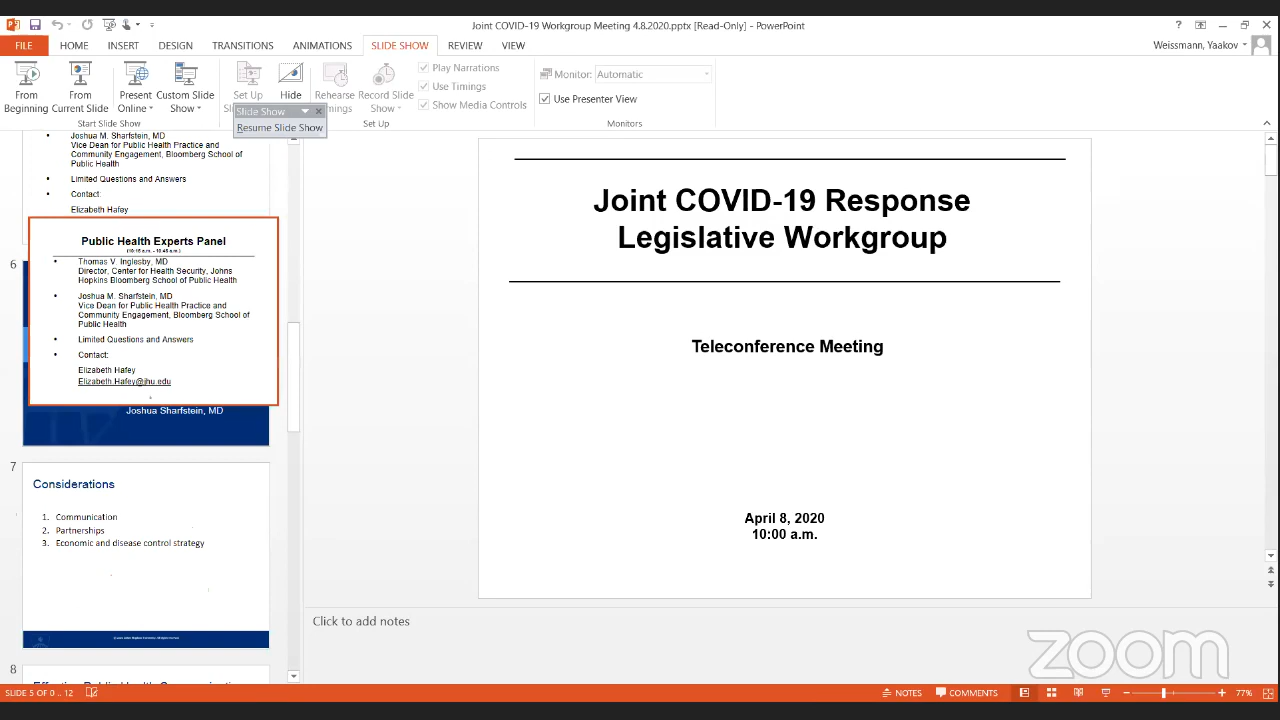 Joint COVID-19 Workgroup Meeting 4.8.2020.pptx [Read-Only] - PowerPoint
FILE HOME INSERT DESIGN TRANSITIONS ANIMATIONS SLIDE SHOW REVIEW VIEW
Weissmann, Yaakov
From Beginning
From Current Slide
Present Online
Custom Slide Show
Start Slide Show
Set Up
Hide
Rehearse
Record Slide Show
Play Narrations
Use Timings
Show Media Controls
Set Up
Monitor: Automatic
Use Presenter View
Monitors
Slide Show
Resume Slide Show
• Joshua M. Sharfstein, MD
Vice Dean for Public Health Practice and
Community Engagement, Bloomberg School of
Public Health
• Limited Questions and Answers
• Contact:
Elizabeth Hafey
Public Health Experts Panel
(10:15 a.m. - 10:45 a.m.)
• Thomas V. Inglesby, MD
Director, Center for Health Security, Johns
Hopkins Bloomberg School of Public Health
• Joshua M. Sharfstein, MD
Vice Dean for Public Health Practice and
Community Engagement, Bloomberg School of
Public Health
• Limited Questions and Answers
• Contact:
Elizabeth Hafey
Elizabeth.Hafey@jhu.edu
6
Joshua Sharfstein, MD
7
Considerations
1. Communication
2. Partnerships
3. Economic and disease control strategy
8
Joint COVID-19 Response
Legislative Workgroup
Teleconference Meeting
April 8, 2020
10:00 a.m.
Click to add notes
zoom
SLIDE 5 OF 0 .. 12
NOTES COMMENTS 77%